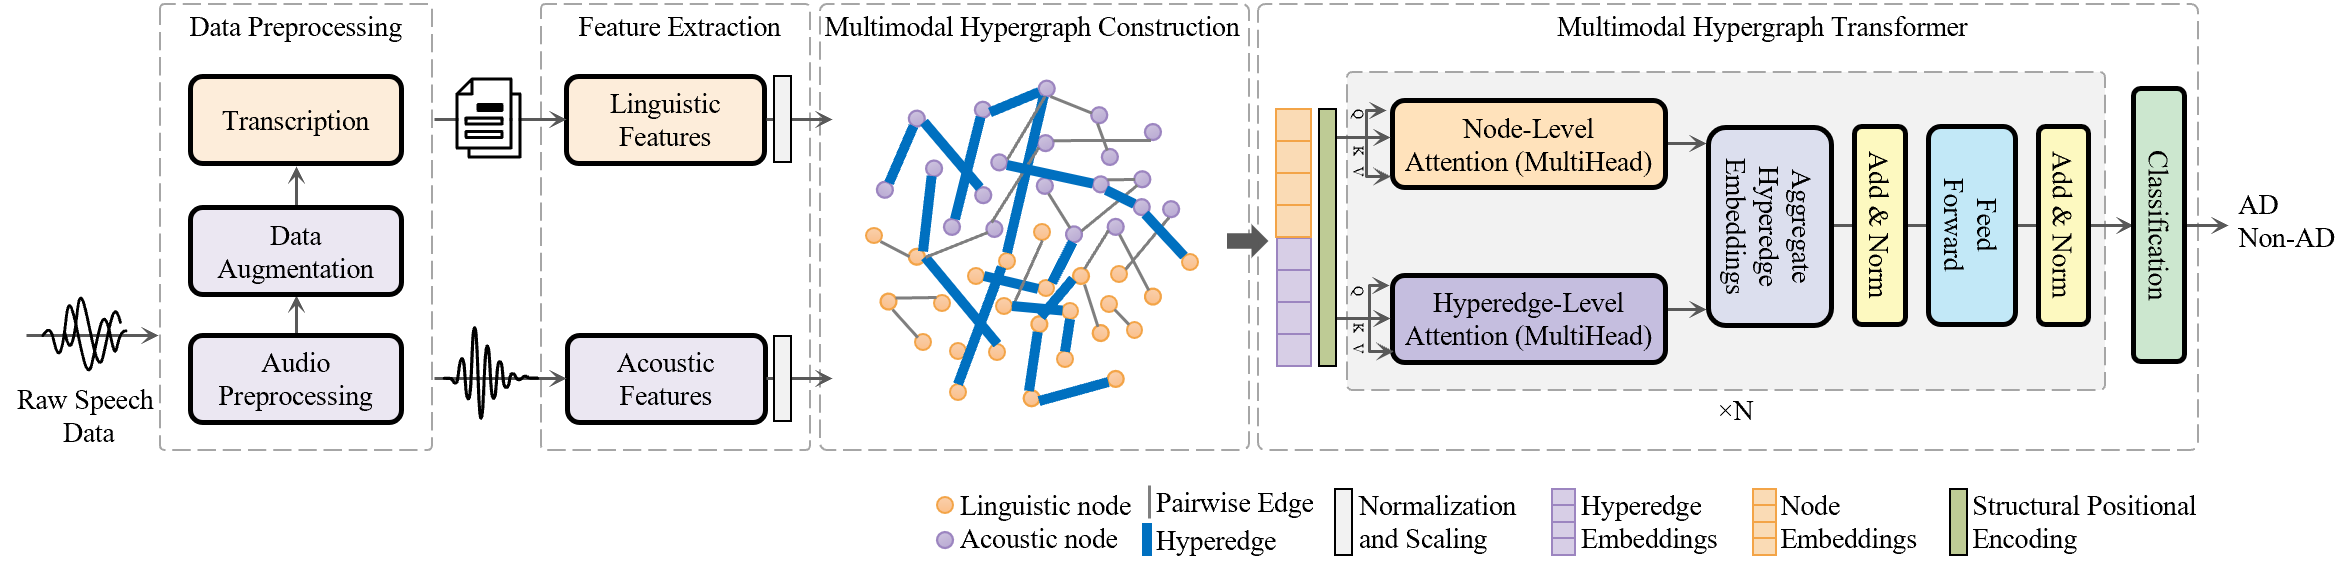 Data Preprocessing
Feature Extraction
Multimodal Hypergraph Construction
Multimodal Hypergraph Transformer
Raw Speech
Data
Transcription
Data
Augmentation
Audio
Preprocessing
Linguistic
Features
Acoustic
Features
Q
K
V
Node-Level
Attention (MultiHead)
Q
K
V
Hyperedge-Level
Attention (MultiHead)
Aggregate
Hyperedge
Embeddings
Add & Norm
Feed
Forward
Add & Norm
×N
Classification
AD
Non-AD
Linguistic node
Acoustic node
Pairwise Edge
Hyperedge
Normalization
and Scaling
Hyperedge
Embeddings
Node
Embeddings
Structural Positional
Encoding